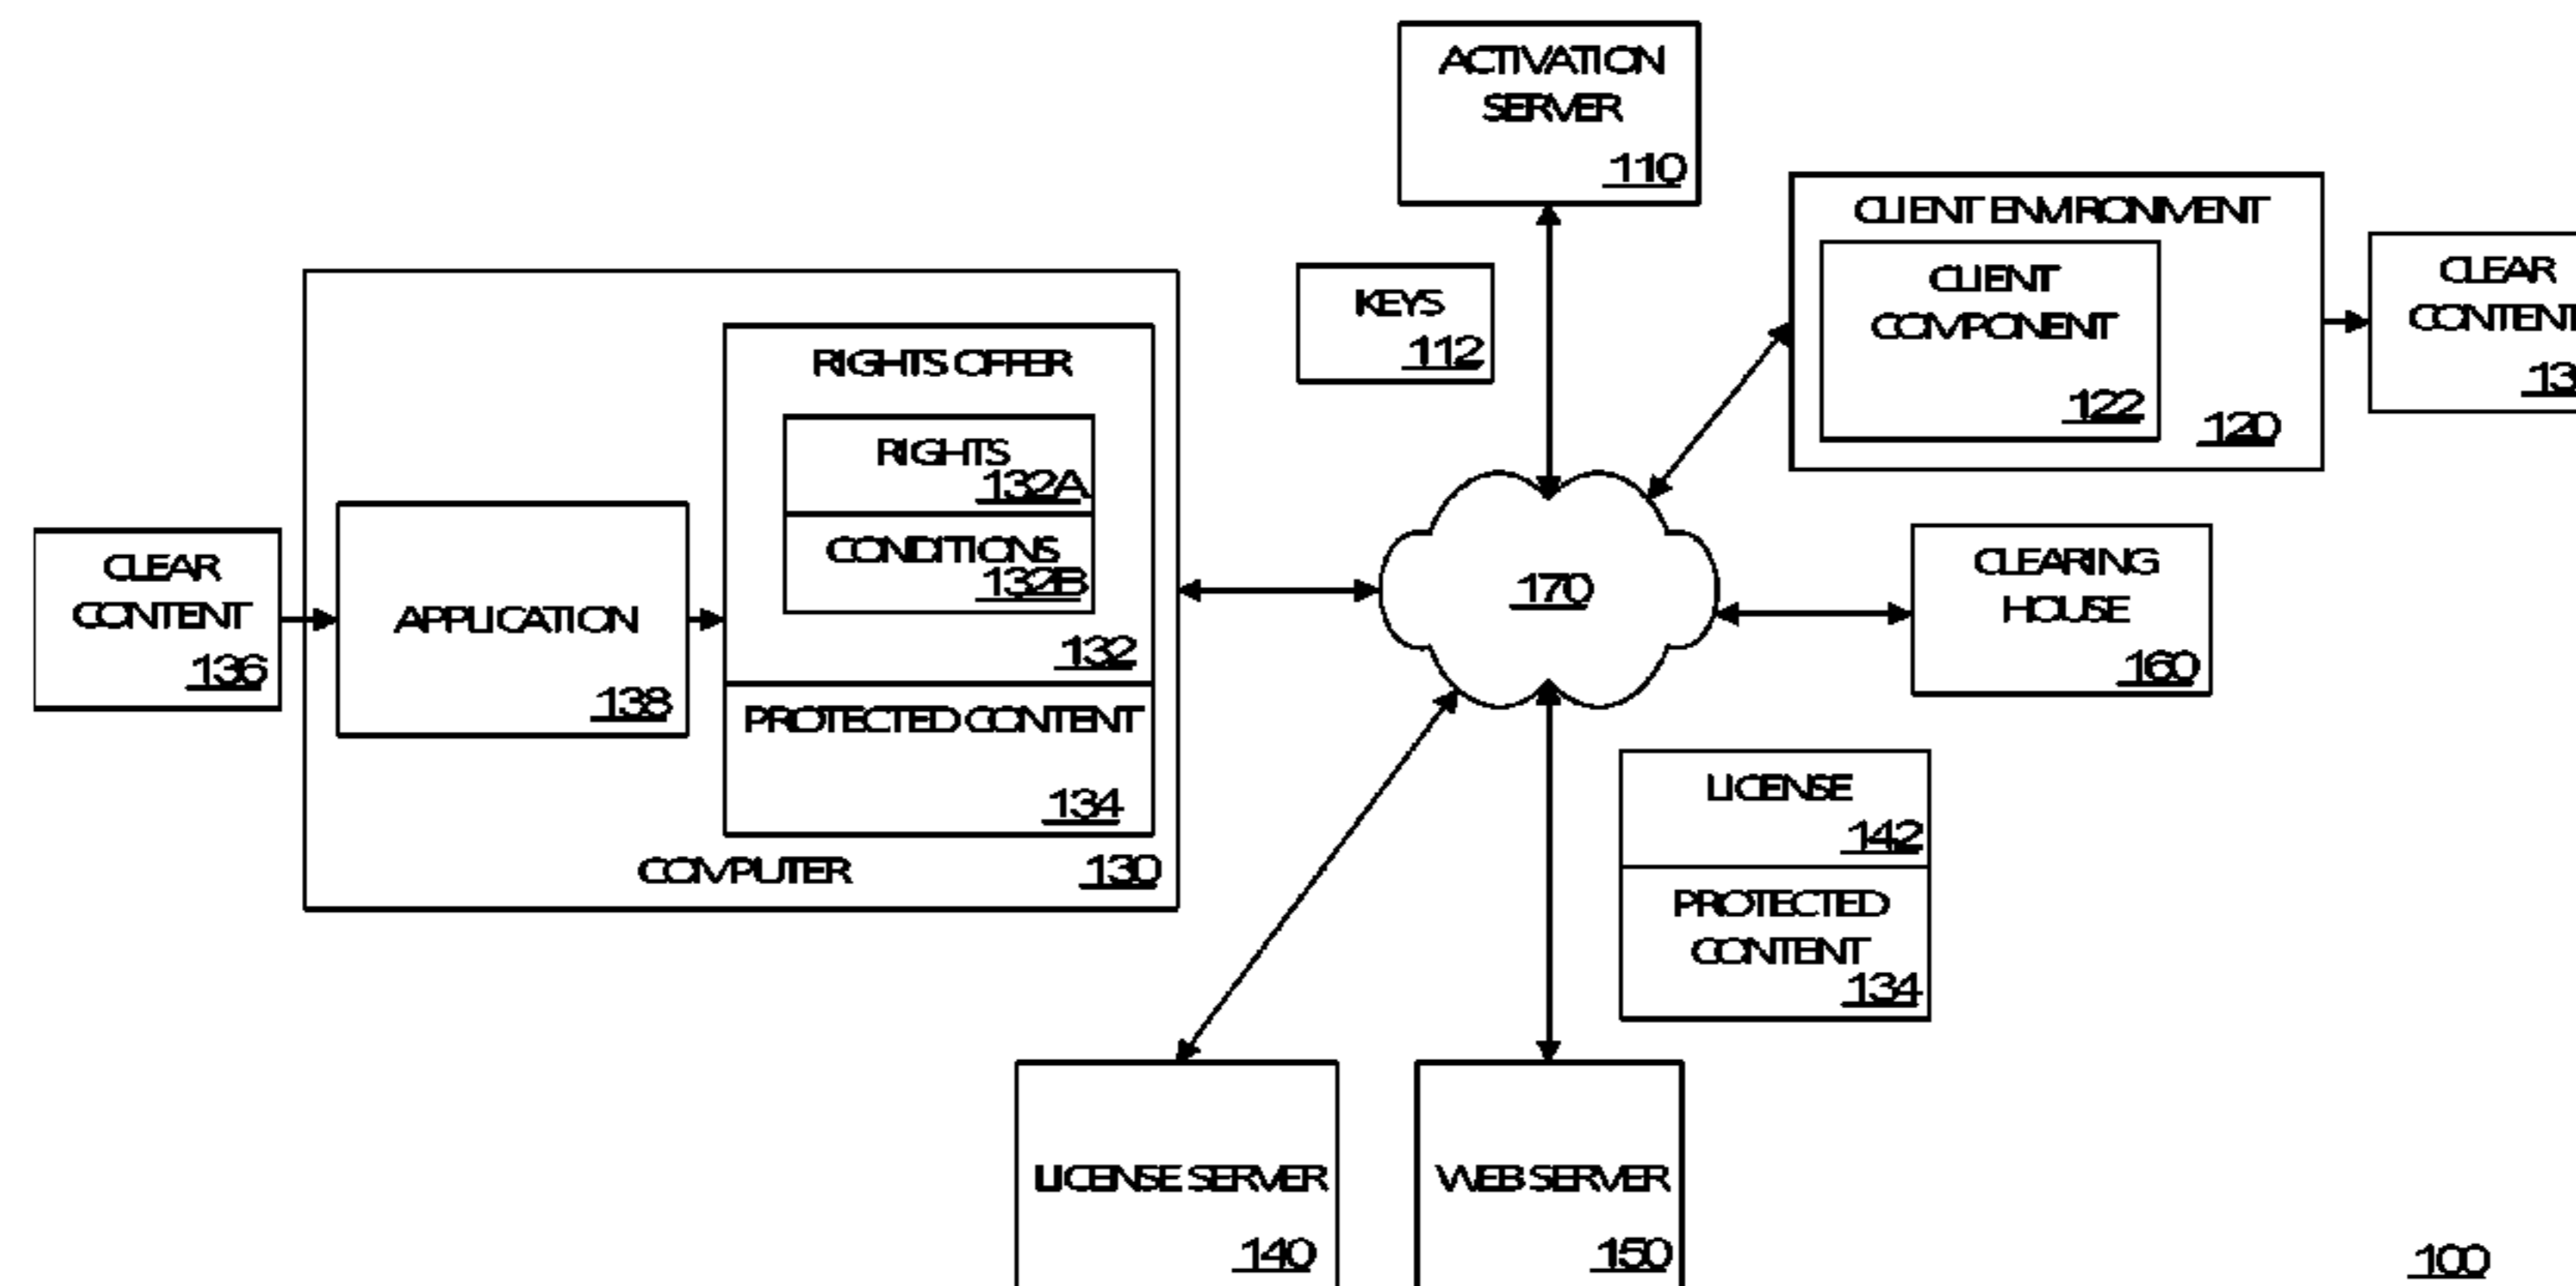 ACTIVATION
SERVER
110
KEYS
112
CLIENT ENVIRONMENT
CLIENT
COMPONENT
122
120
CLEAR
CONTENT
RIGHTS OFFER
RIGHTS
132A
CONDITIONS
132B
132
PROTECTED CONTENT
134
CLEAR
CONTENT
136
APPLICATION
138
COMPUTER
130
170
CLEARING
HOUSE
160
LICENSE
142
PROTECTED
CONTENT
134
LICENSE SERVER
140
WEB SERVER
150
100